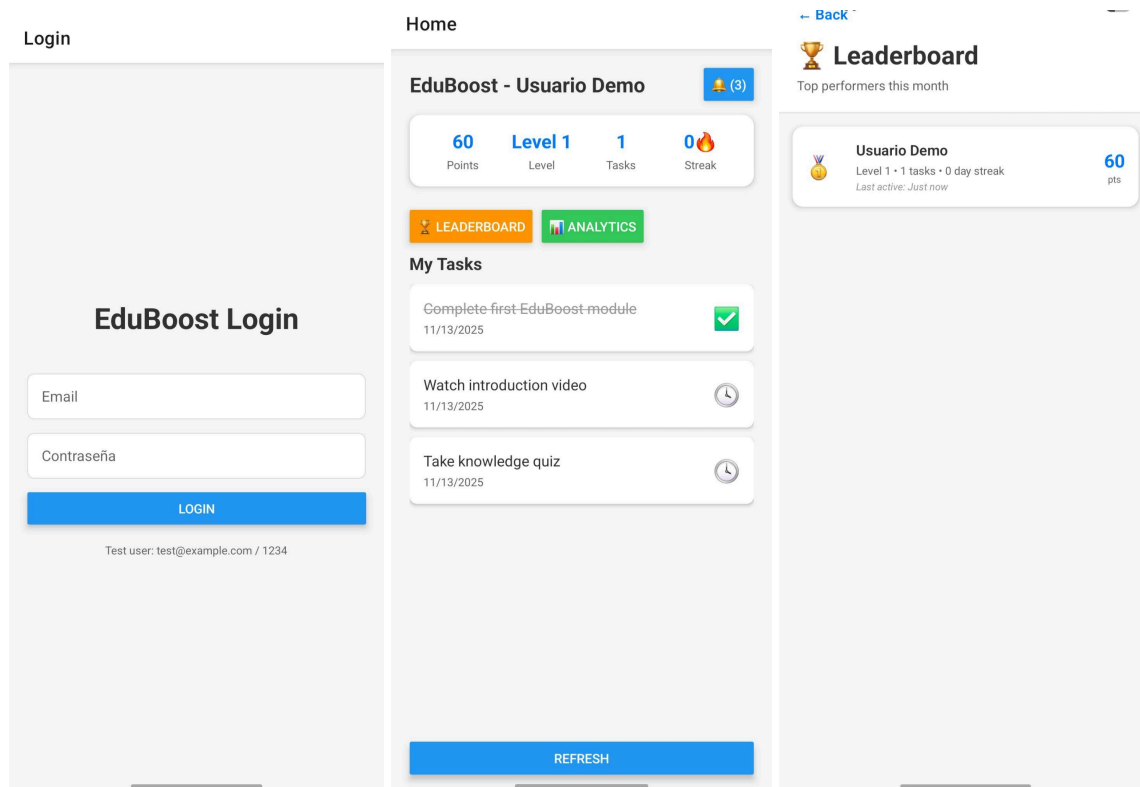 Login
EduBoost Login
Email
Contraseña
LOGIN
Test user: test@example.com / 1234
Home
EduBoost - Usuario Demo
(3)
60
Level 1
1
0
Points
Level
Tasks
Streak
LEADERBOARD
ANALYTICS
My Tasks
Complete first EduBoost module
11/13/2025
Watch introduction video
11/13/2025
Take knowledge quiz
11/13/2025
REFRESH
← Back
Leaderboard
Top performers this month
Usuario Demo
Level 1 • 1 tasks • 0 day streak
Last active: Just now
60
pts